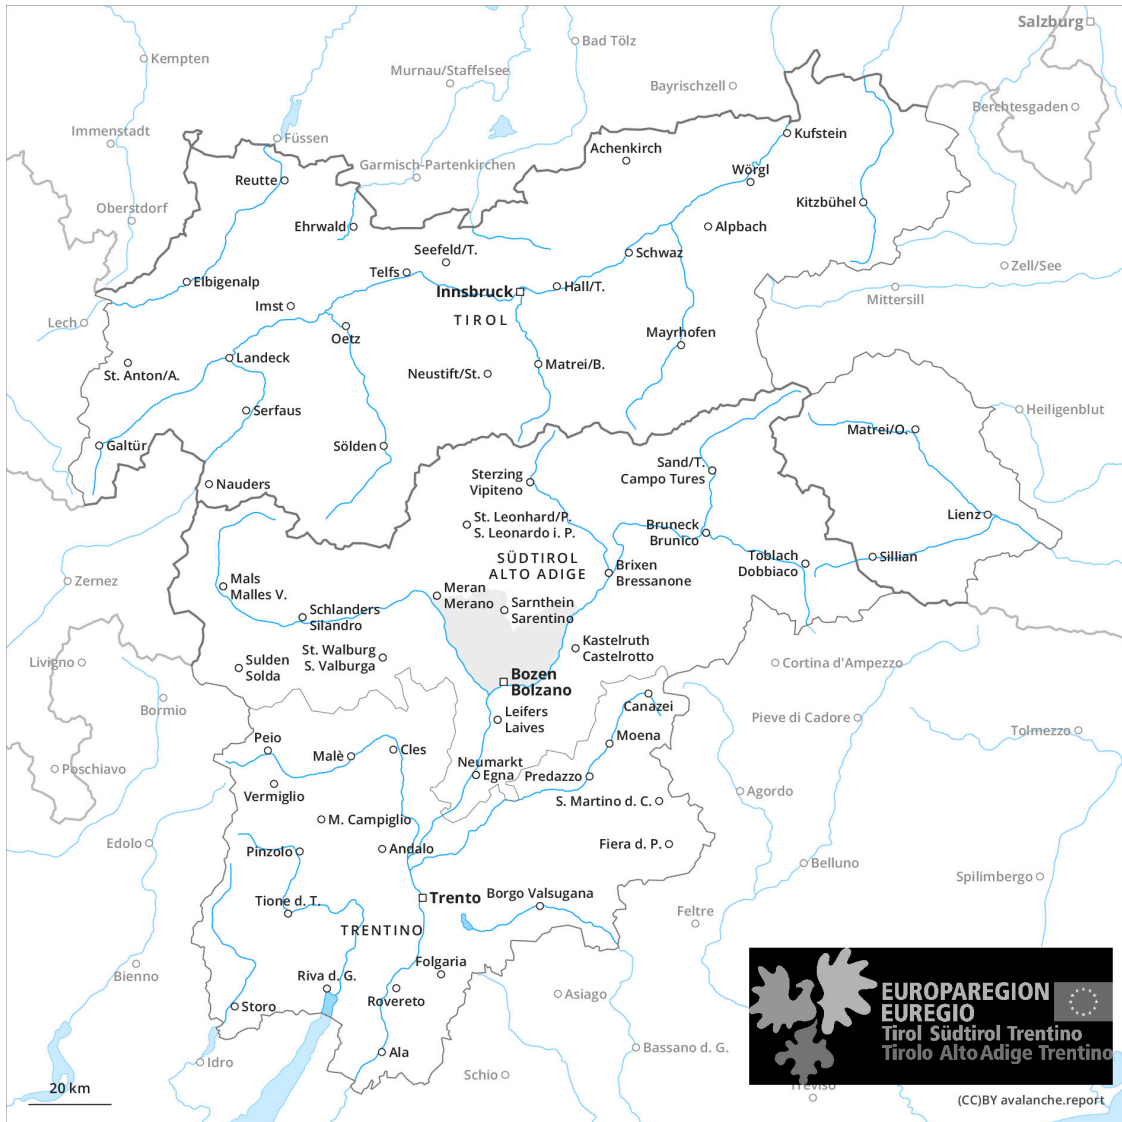 Salzburg
Bad Tölz
Kempten
Murnau/Staffelsee
Bayrischzell
Berchtesgaden
Immenstadt
Füssen
Kufstein
Achenkirch
Garmisch-Partenkirchen
Wörgl
Reutte
Oberstdorf
Kitzbühel
Ehrwald
Alpbach
Seefeld/T.
Schwaz
Zell/See
Telfs
Elbigenalp
Innsbruck
Hall/T.
Mittersill
Imst
TIROL
Lech
Oetz
Mayrhofen
Landeck
Matrei/B.
St. Anton/A.
Neustift/St.
Serfaus
Heiligenblut
Matrei/O.
Galtür
Sölden
Sterzing
Vipiteno
Sand/T.
Campo Tures
Nauders
St. Leonhard/P.
S. Leonardo i. P.
Lienz
Bruneck
Brunico
SÜDTIROL
ALTO ADIGE
Toblach
Dobbiaco
Sillian
Brixen
Bressanone
Zernez
Mals
Malles V.
Meran
Merano
Sarnthein
Sarentino
Schlanders
Silandro
Kastelruth
Castelrotto
St. Walburg
S. Valburga
Livigno
Sulden
Solda
Cortina d'Ampezzo
Bozen
Bolzano
Bormio
Canazei
Leifers
Laives
Pieve di Cadore
Tolmezzo
Peio
Moena
Malè
Cles
Neumarkt
Egna
Poschiavo
Predazzo
Vermiglio
Agordo
S. Martino d. C.
M. Campiglio
Edolo
Pinzolo
Andalo
Fiera d. P.
Belluno
Spilimbergo
Trento
Borgo Valsugana
Tione d. T.
Feltre
TRENTINO
Folgaria
Bienno
Riva d. G.
Rovereto
Asiago
Storo
EUROPAREGION
EUREGIO
Tirol Südtirol Trentino
Tirolo Alto Adige Trentino
Ala
Idro
Bassano d. G.
Schio
Treviso
20 km
(CC)BY avalanche.report